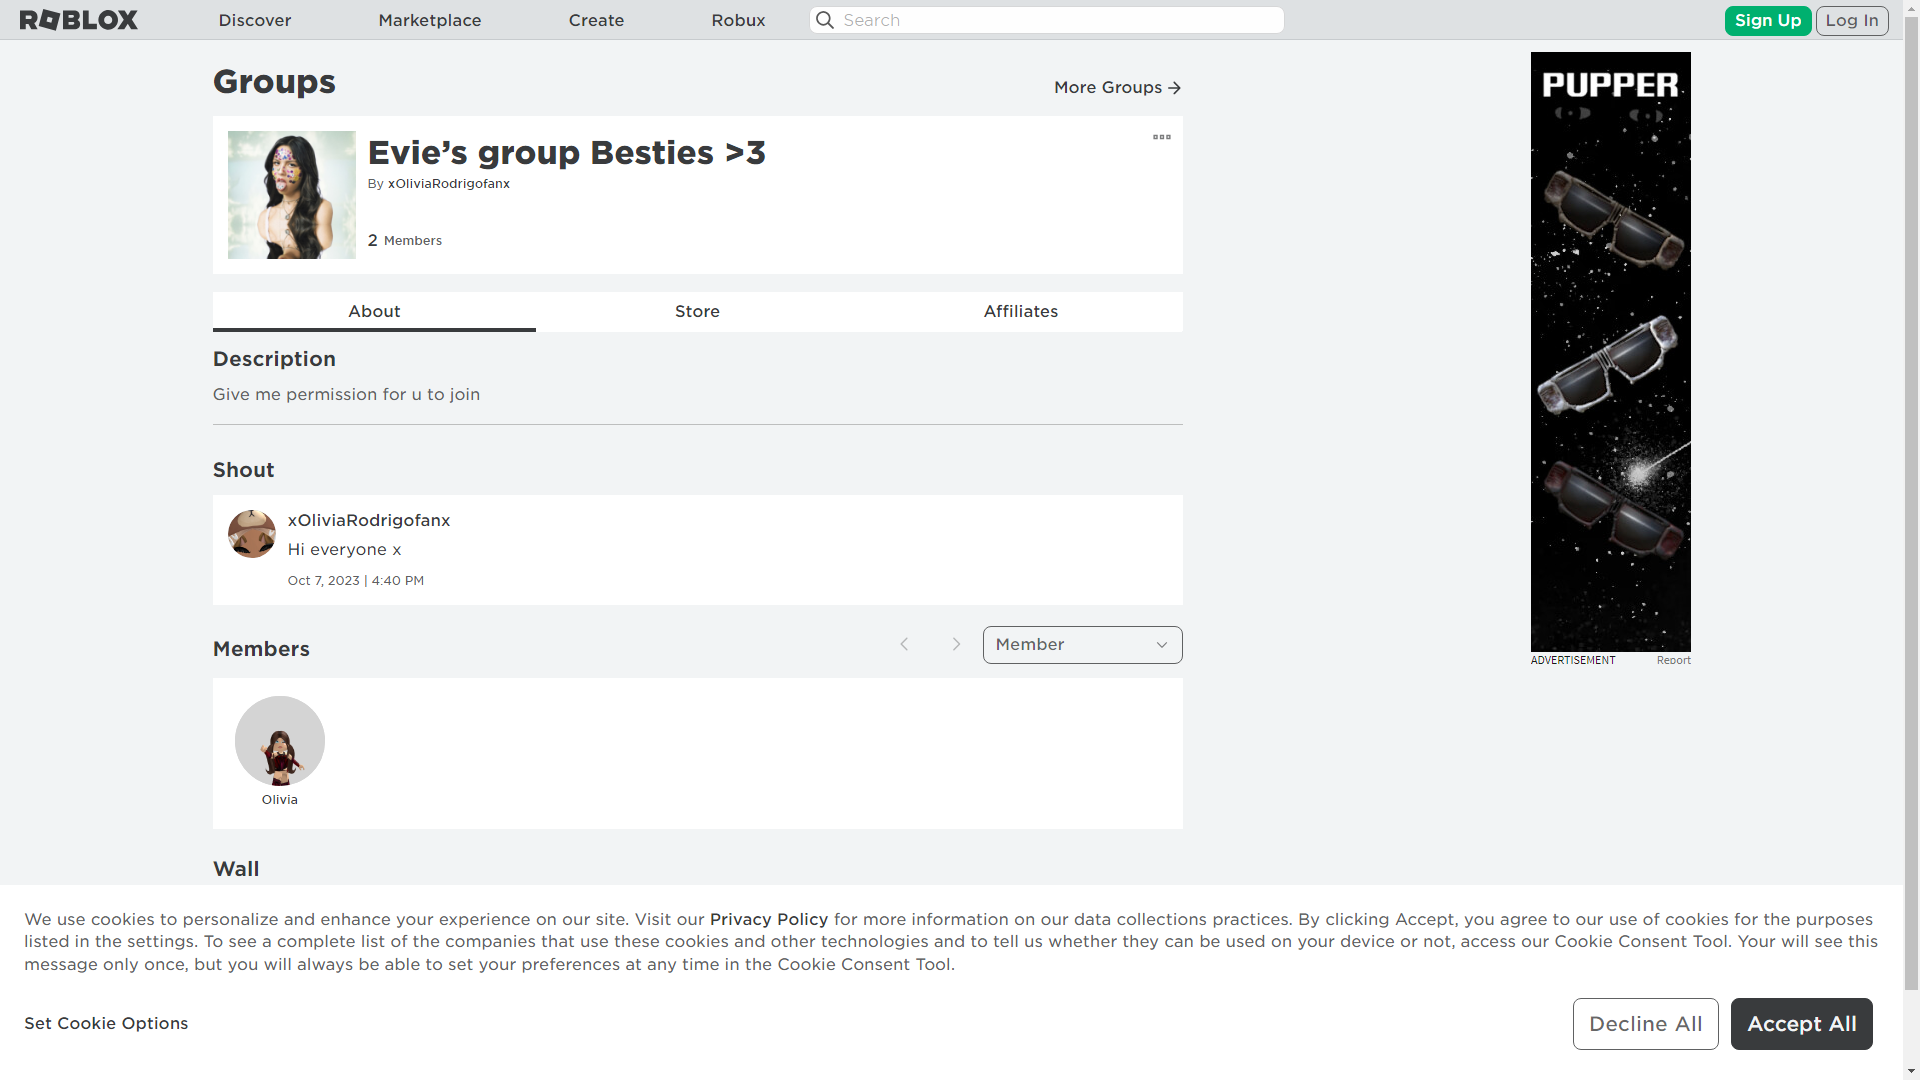 ROBLOX Discover Marketplace Create Robux Search Sign Up Log In
Groups
More Groups
Evie’s group Besties >3
By xOliviaRodrigofanx
2 Members
About Store Affiliates
Description
Give me permission for u to join
Shout
xOliviaRodrigofanx
Hi everyone x
Oct 7, 2023 | 4:40 PM
Members
Member
Olivia
Wall
PUPPER
ADVERTISEMENT Report
We use cookies to personalize and enhance your experience on our site. Visit our Privacy Policy for more information on our data collections practices. By clicking Accept, you agree to our use of cookies for the purposes
listed in the settings. To see a complete list of the companies that use these cookies and other technologies and to tell us whether they can be used on your device or not, access our Cookie Consent Tool. Your will see this
message only once, but you will always be able to set your preferences at any time in the Cookie Consent Tool.
Set Cookie Options
Decline All
Accept All